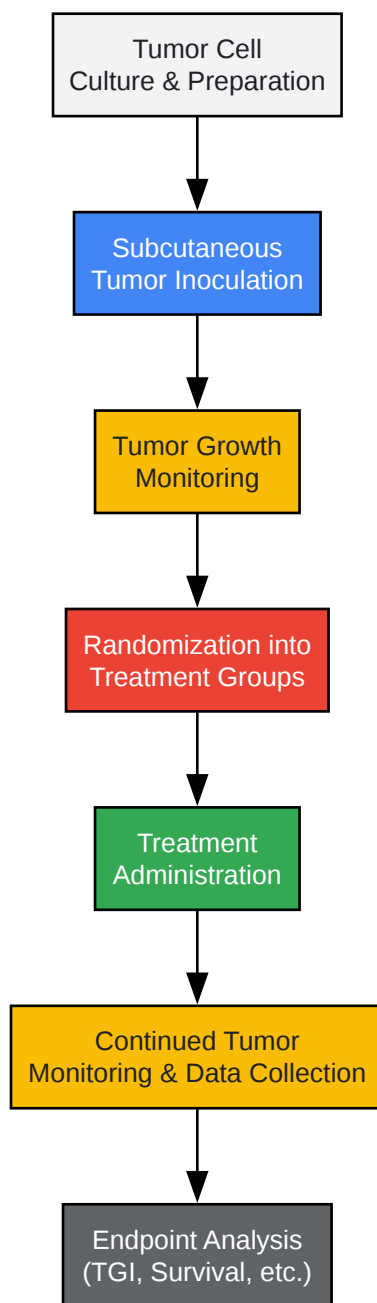 Tumor Cell
Culture & Preparation
Subcutaneous
Tumor Inoculation
Tumor Growth
Monitoring
Randomization into
Treatment Groups
Treatment
Administration
Continued Tumor
Monitoring & Data Collection
Endpoint Analysis
(TGI, Survival, etc.)